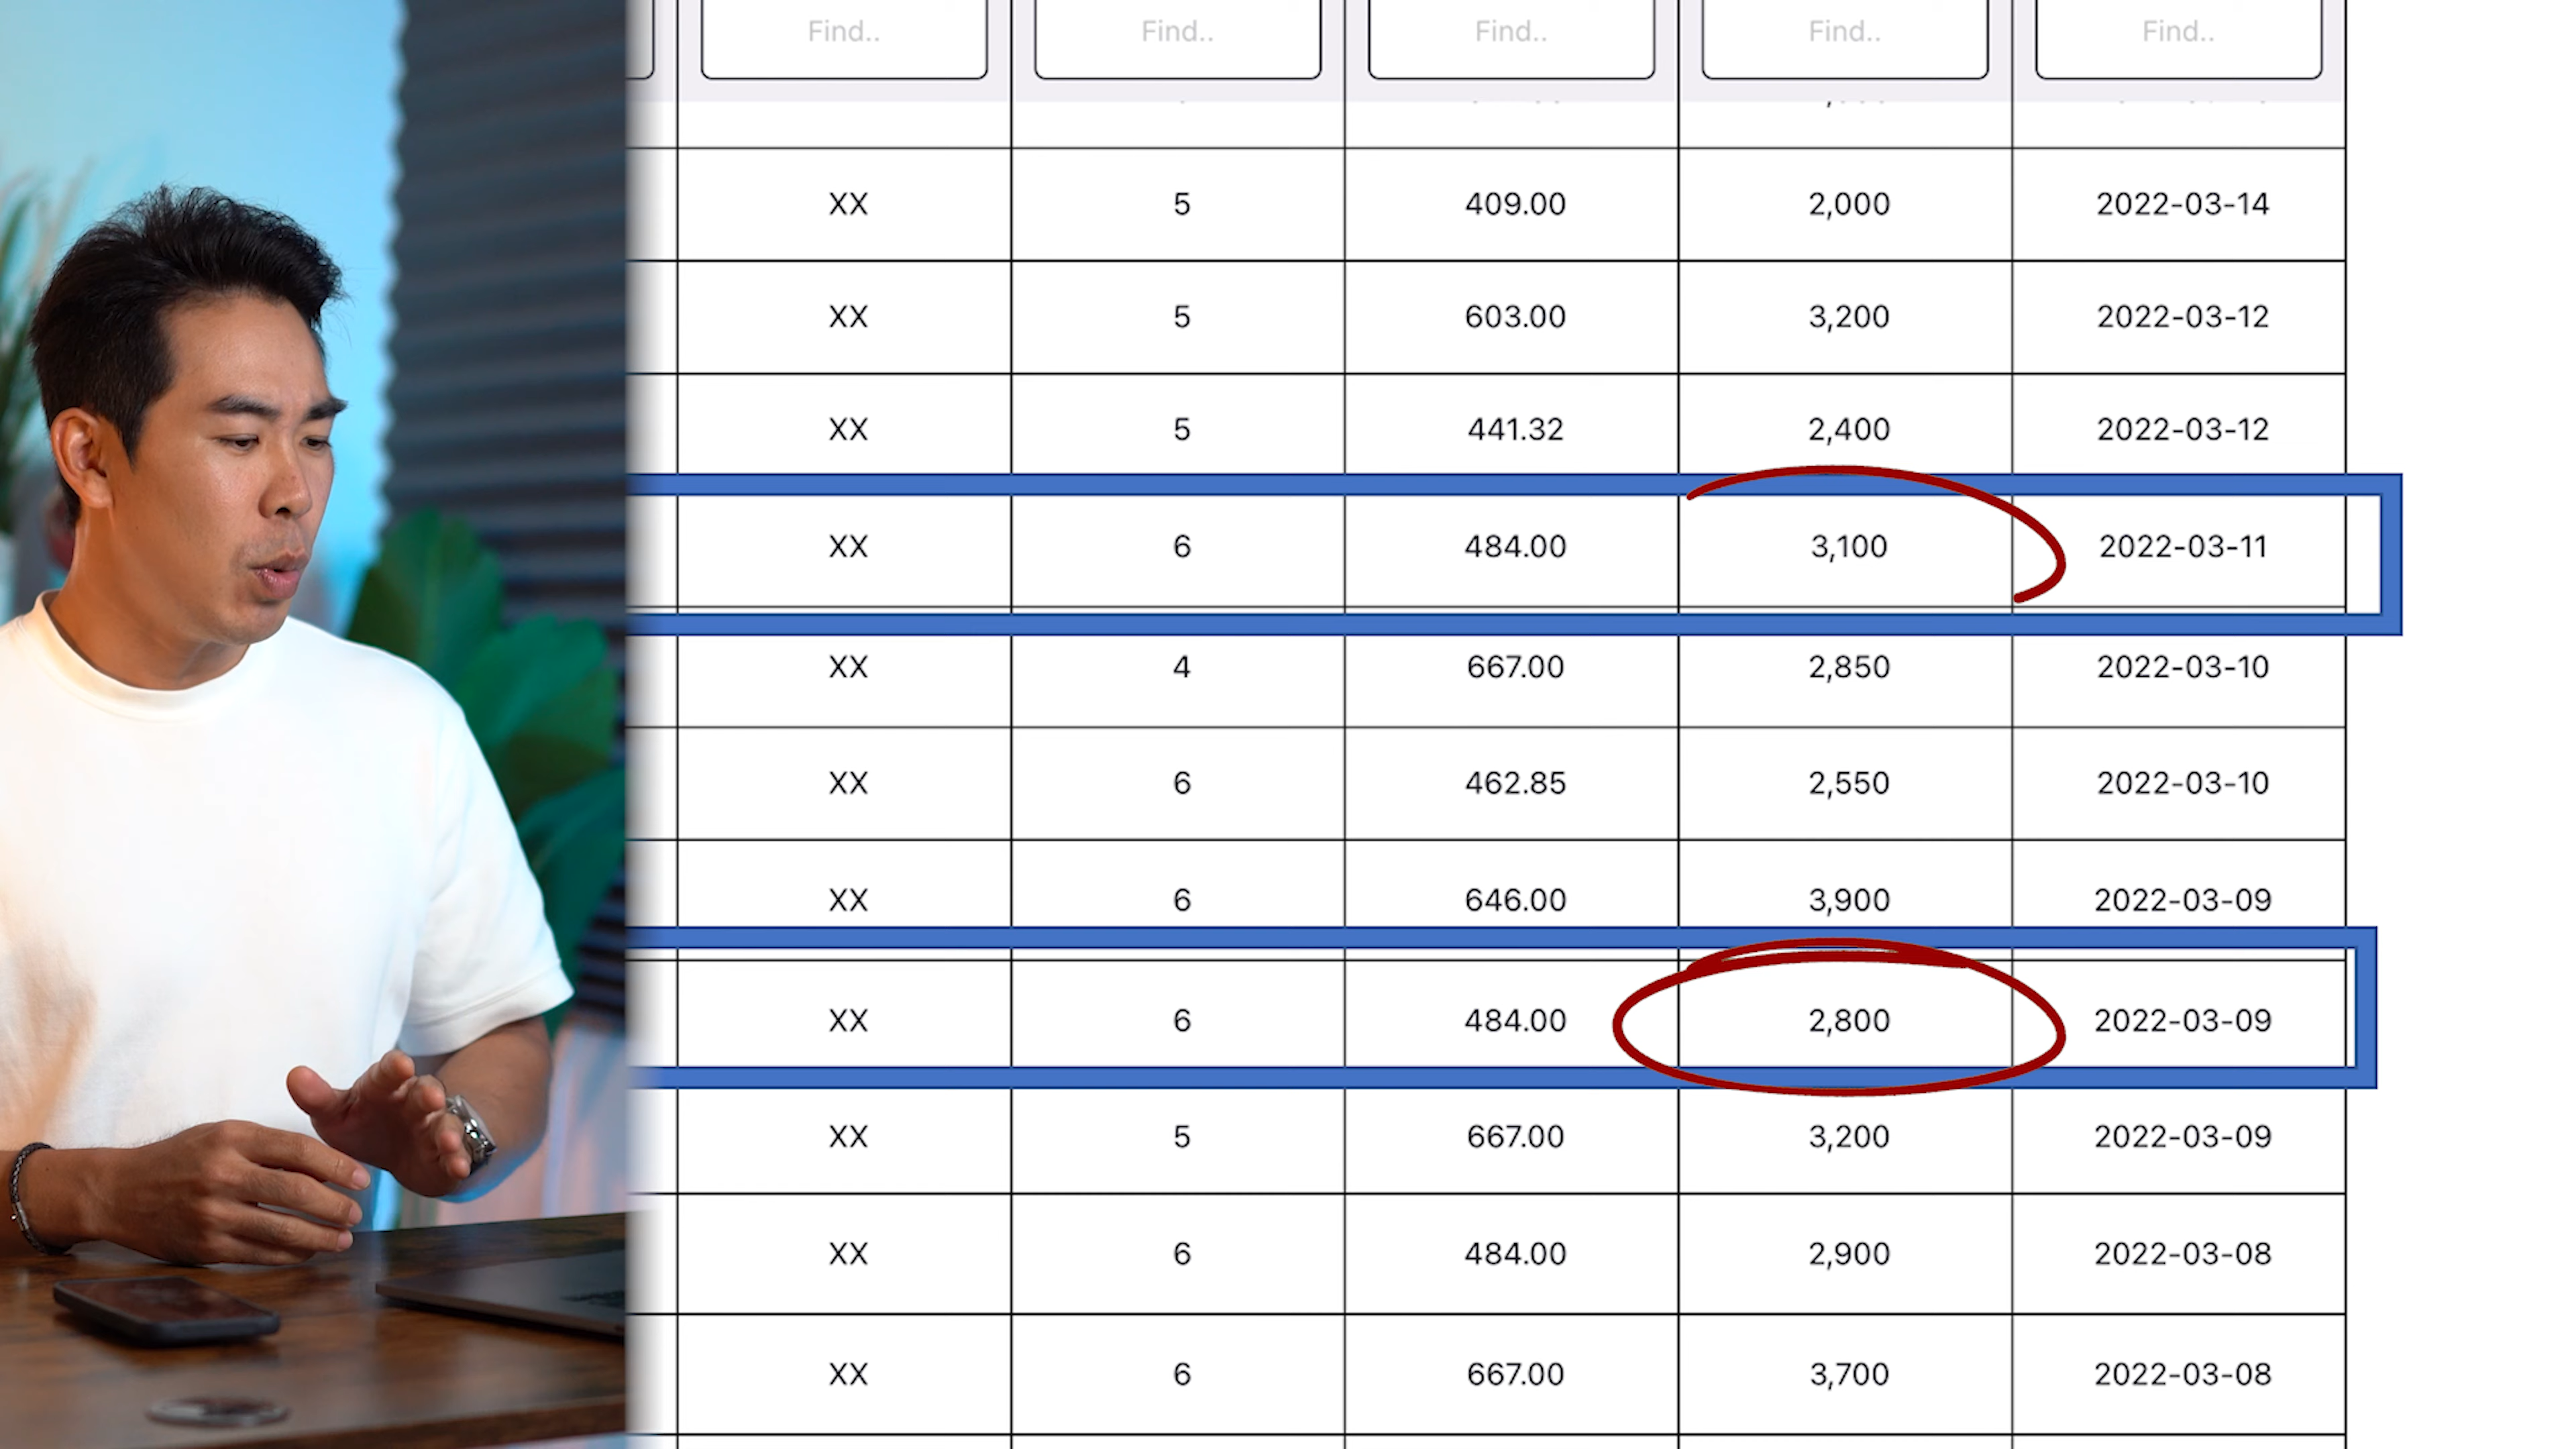 Find.. Find.. Find.. Find.. Find..
XX 5 409.00 2,000 2022-03-14
XX 5 603.00 3,200 2022-03-12
XX 5 441.32 2,400 2022-03-12
XX 6 484.00 3,100 2022-03-11
XX 4 667.00 2,850 2022-03-10
XX 6 462.85 2,550 2022-03-10
XX 6 646.00 3,900 2022-03-09
XX 6 484.00 2,800 2022-03-09
XX 5 667.00 3,200 2022-03-09
XX 6 484.00 2,900 2022-03-08
XX 6 667.00 3,700 2022-03-08